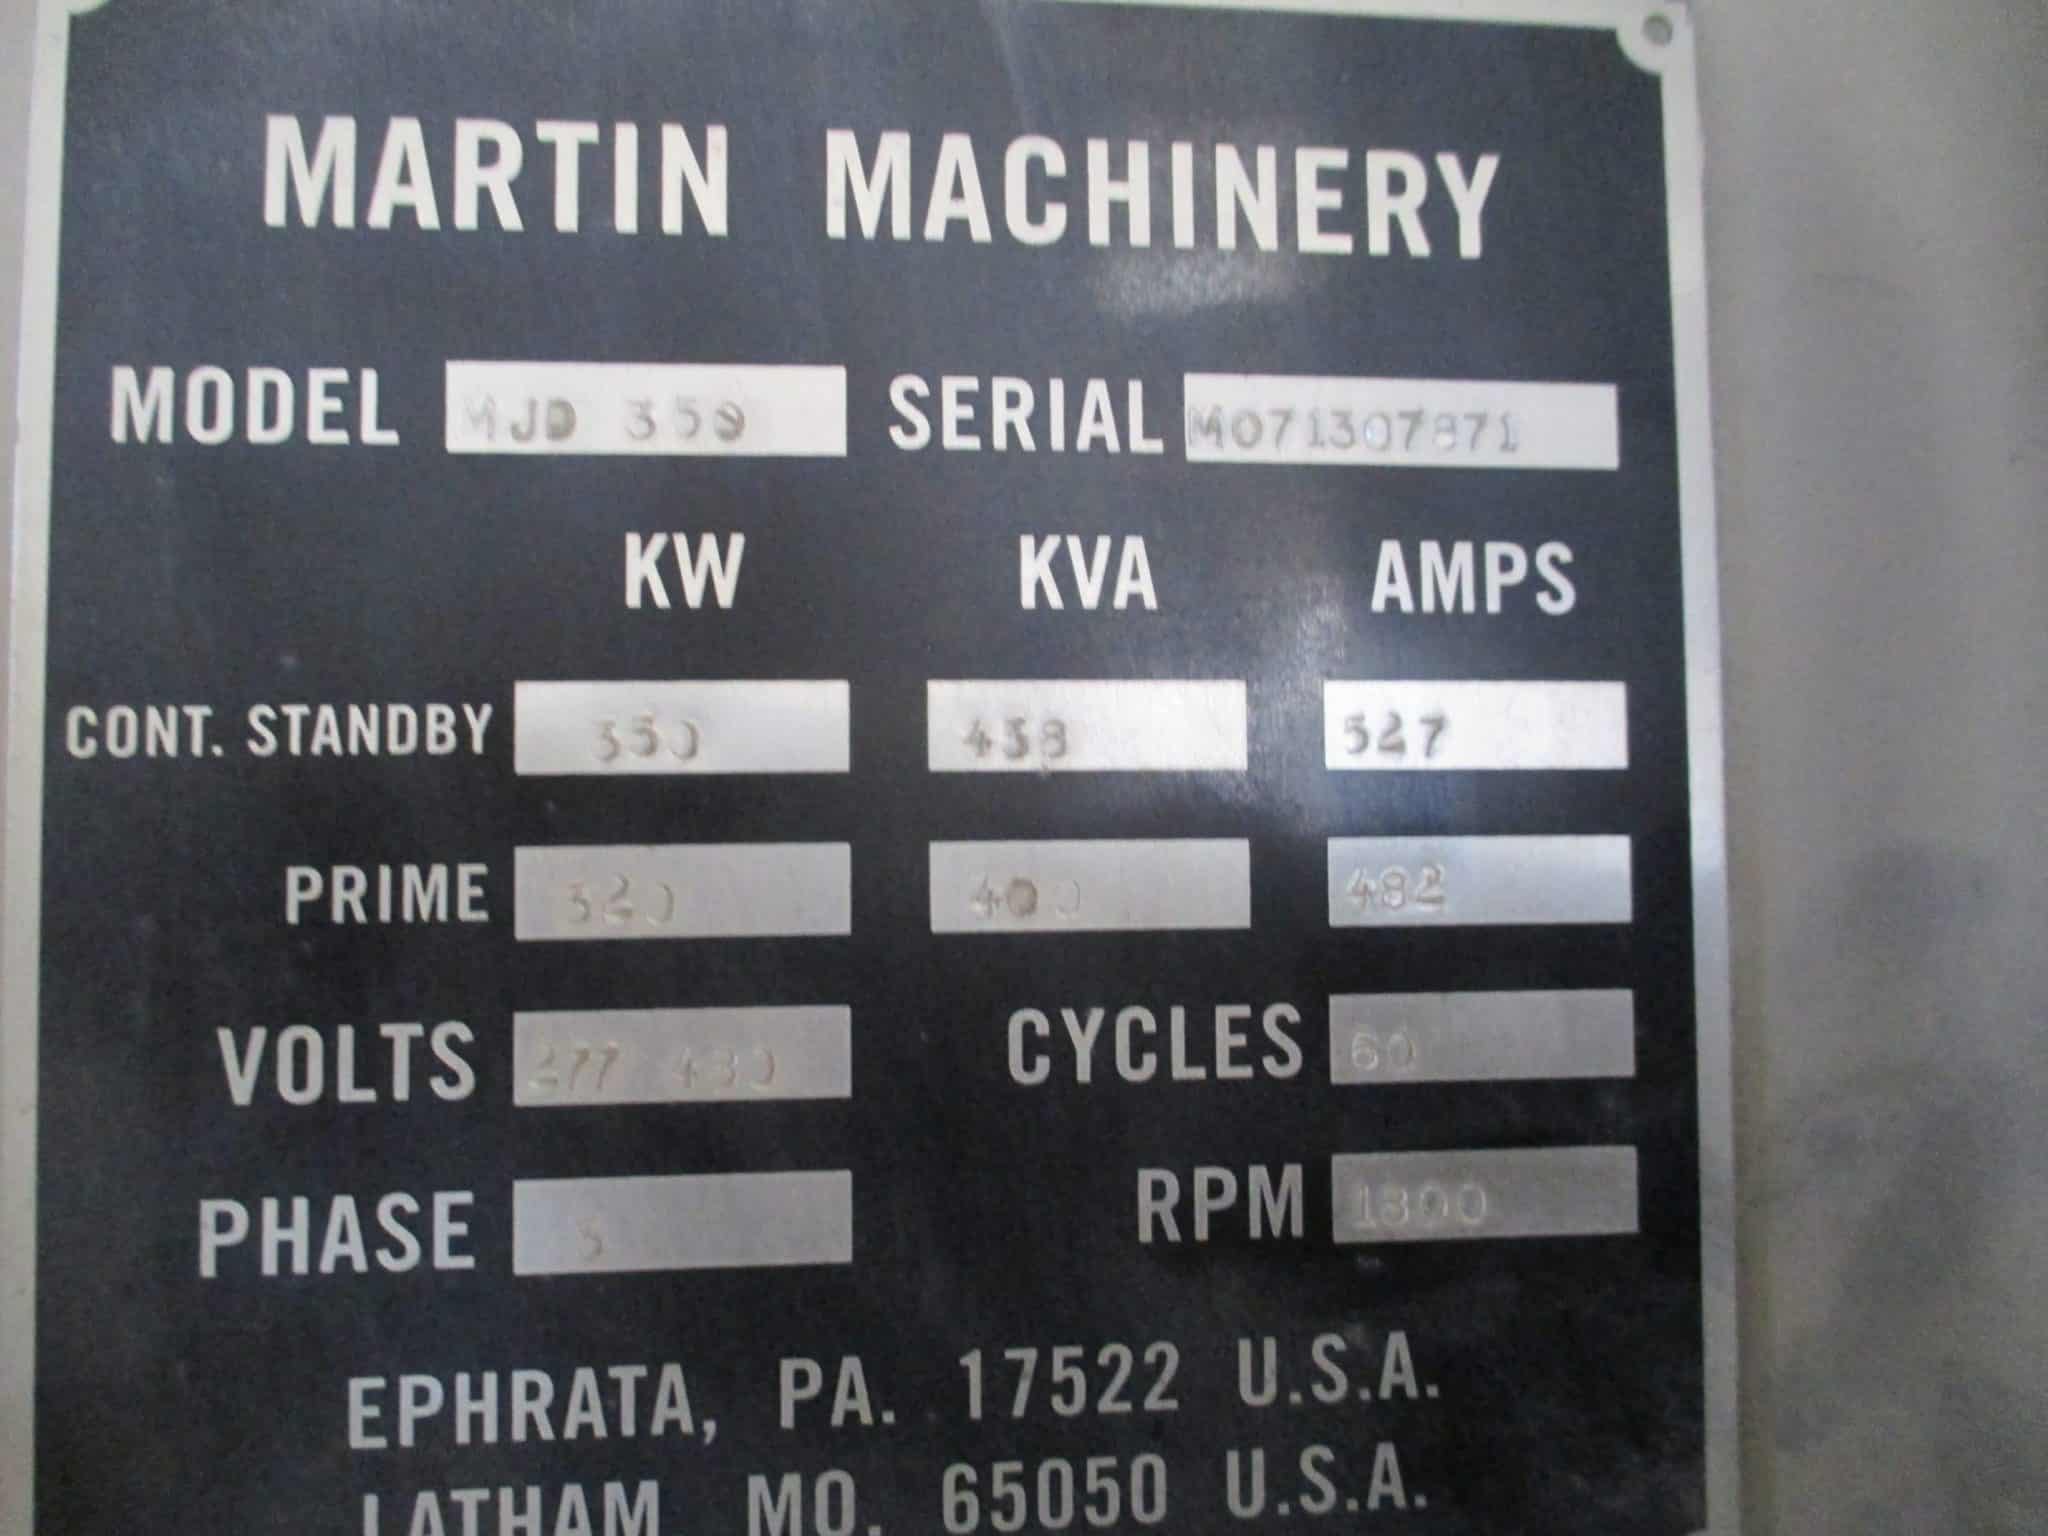 MARTIN MACHINERY
MODEL MJD 350 SERIAL M071307871
KW KVA AMPS
CONT. STANDBY 350 438 527
PRIME 320 400 482
VOLTS 277 480 CYCLES 60
PHASE 3 RPM 1800
EPHRATA, PA. 17522 U.S.A.
LATHAM MO. 65050 U.S.A.